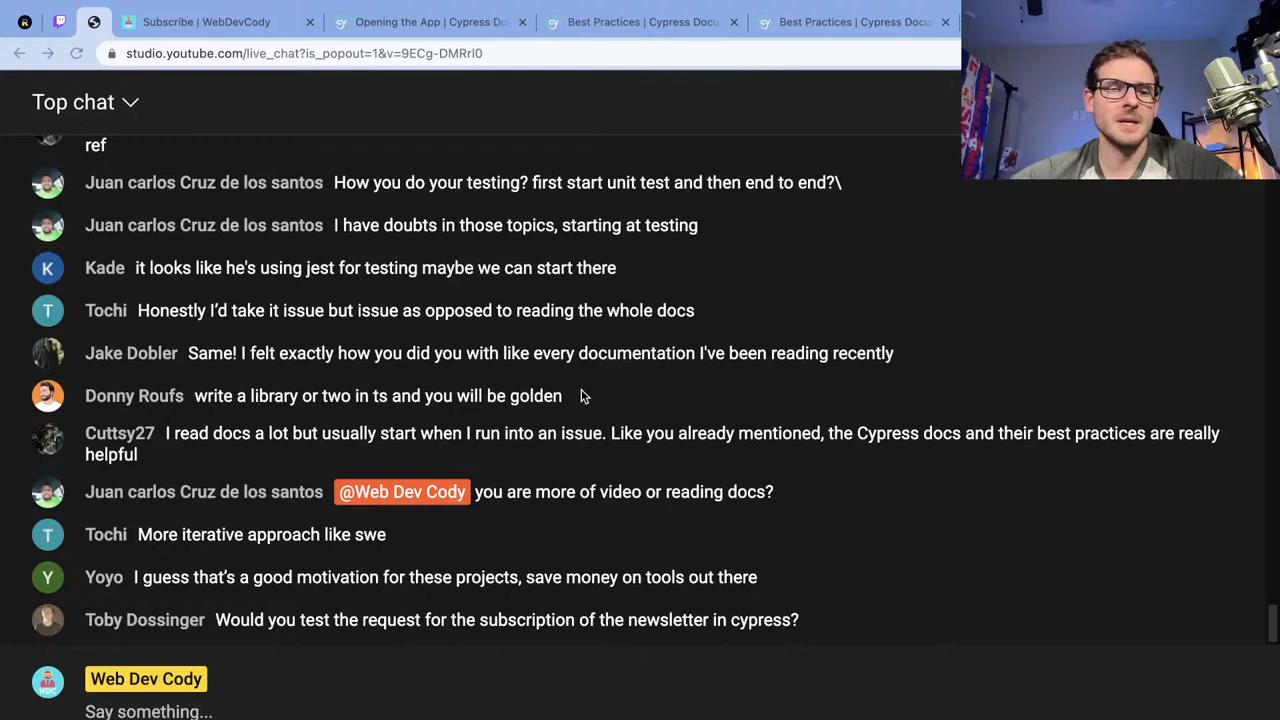 Subscribe | WebDevCody
Opening the App | Cypress Do
Best Practices | Cypress Docu
Best Practices | Cypress Docu
studio.youtube.com/live_chat?is_popout=1&v=9ECg-DMRrI0
Top chat
ref
Juan carlos Cruz de los santos How you do your testing? first start unit test and then end to end?\
Juan carlos Cruz de los santos I have doubts in those topics, starting at testing
K Kade it looks like he's using jest for testing maybe we can start there
T Tochi Honestly I’d take it issue but issue as opposed to reading the whole docs
Jake Dobler Same! I felt exactly how you did you with like every documentation I've been reading recently
Donny Roufs write a library or two in ts and you will be golden
Cuttsy27 I read docs a lot but usually start when I run into an issue. Like you already mentioned, the Cypress docs and their best practices are really
helpful
Juan carlos Cruz de los santos @Web Dev Cody you are more of video or reading docs?
T Tochi More iterative approach like swe
Y Yoyo I guess that’s a good motivation for these projects, save money on tools out there
Toby Dossinger Would you test the request for the subscription of the newsletter in cypress?
Web Dev Cody
Say something...